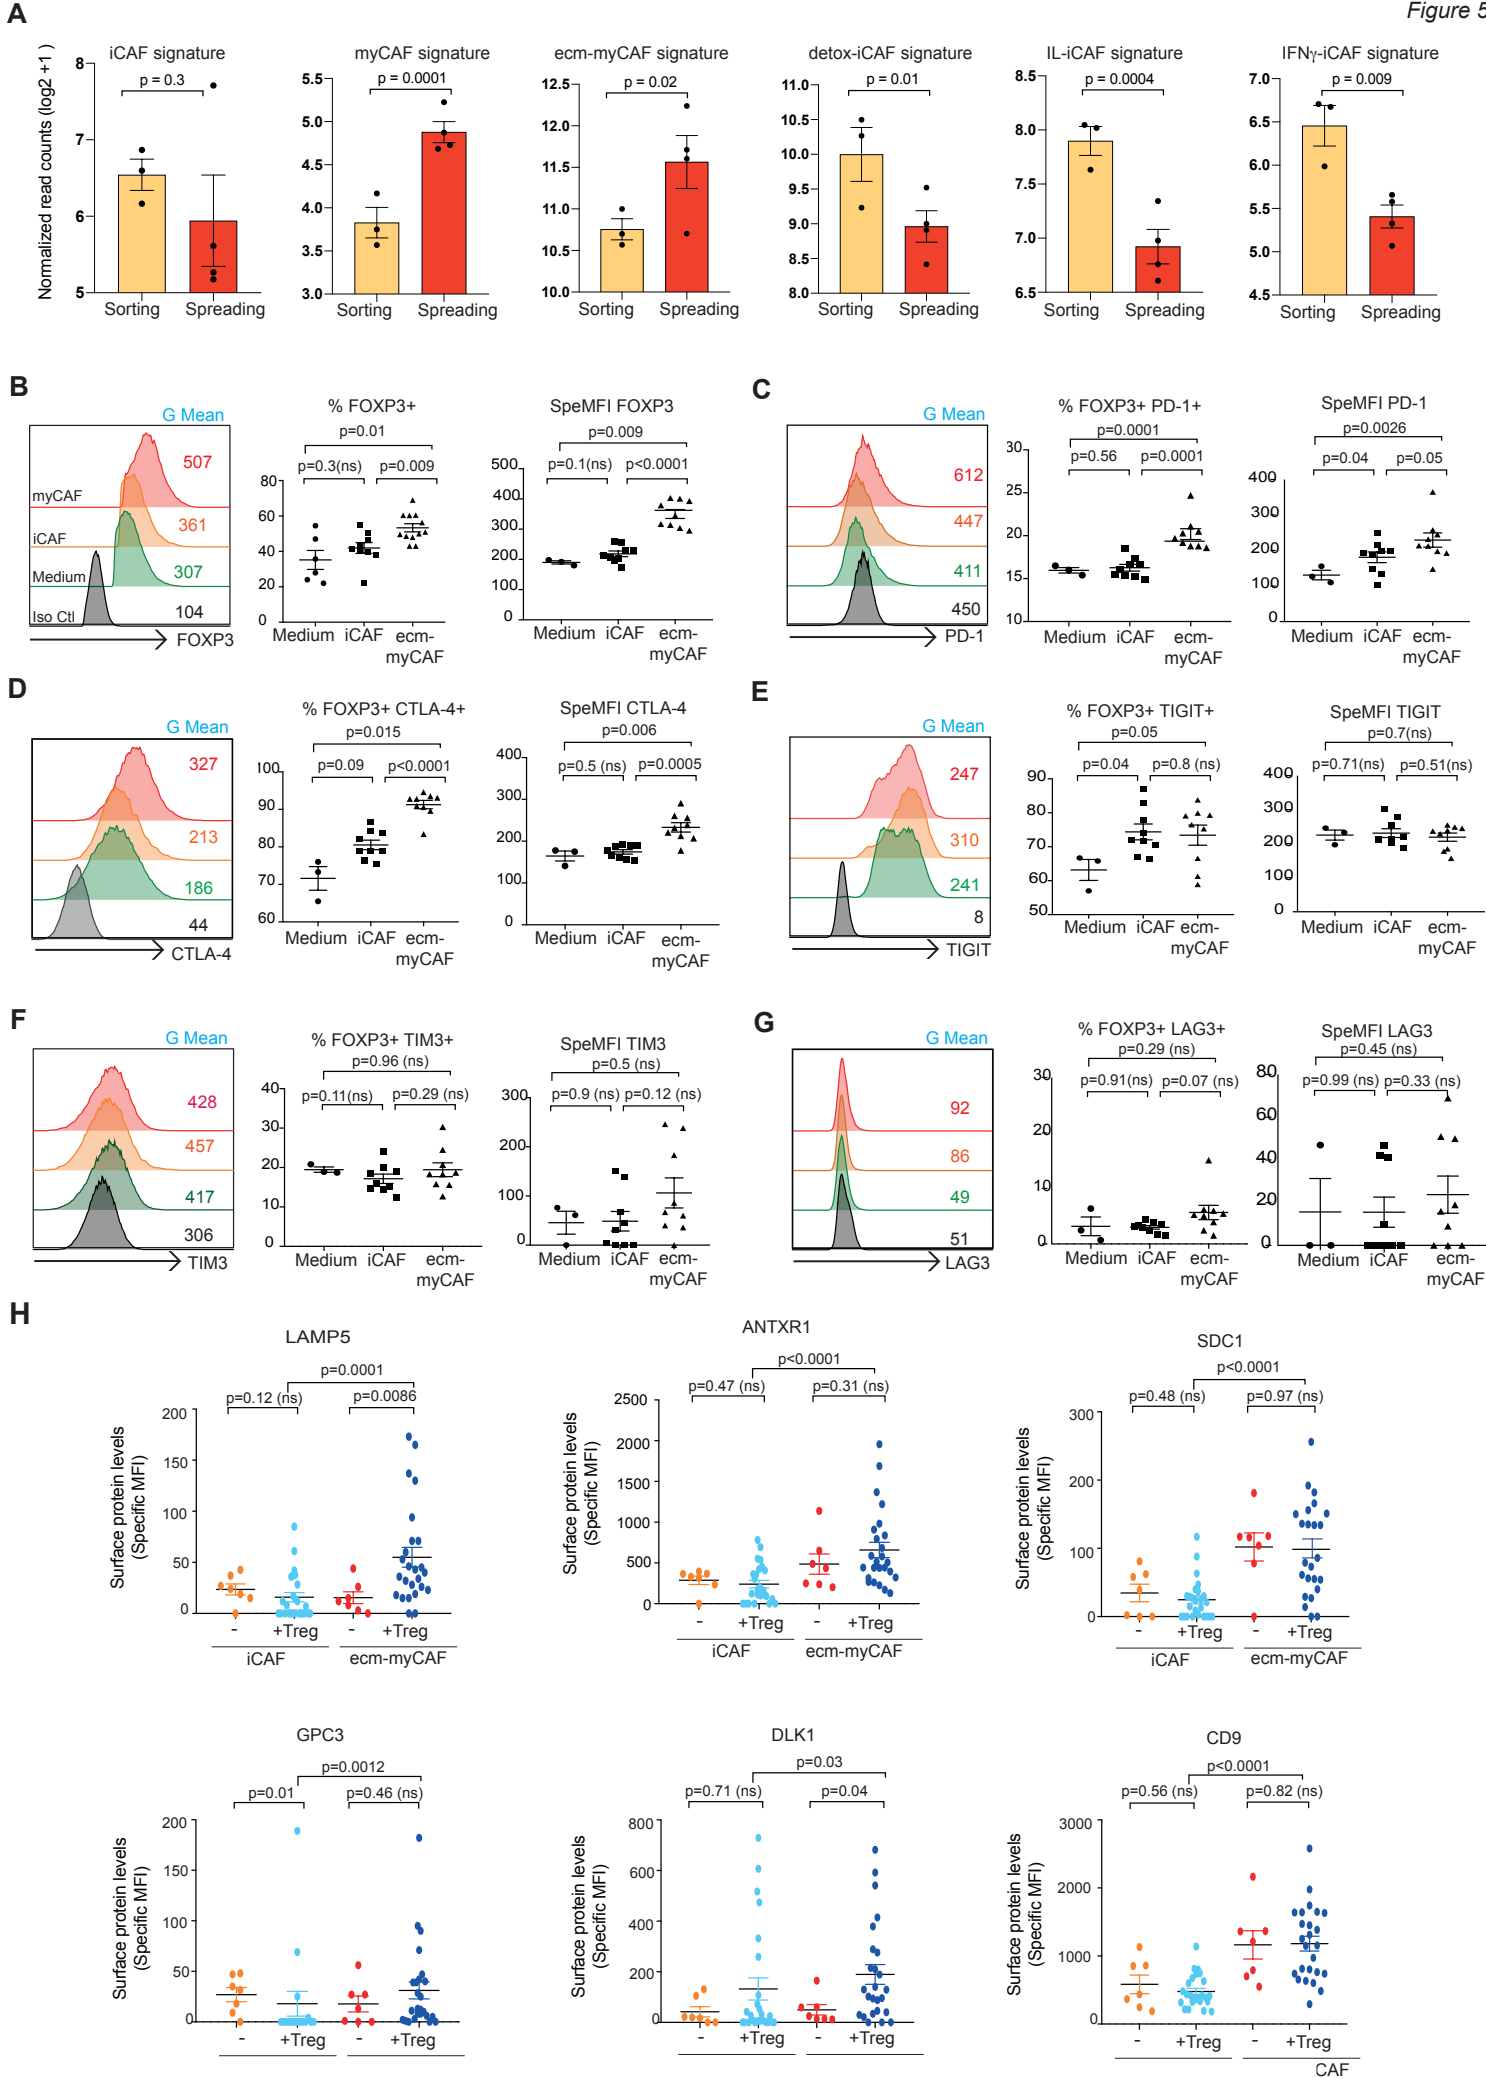 Figure 5
A
iCAF signature
myCAF signature
ecm-myCAF signature
detox-iCAF signature
IL-iCAF signature
IFNγ-iCAF signature
Normalized read counts (log2 +1 )
p = 0.3
8
7
6
5
Sorting Spreading
p = 0.0001
5.5
5.0
4.5
4.0
3.5
3.0
Sorting Spreading
p = 0.02
12.5
12.0
11.5
11.0
10.5
10.0
Sorting Spreading
p = 0.01
11.0
10.5
10.0
9.5
9.0
8.5
8.0
Sorting Spreading
p = 0.0004
8.5
8.0
7.5
7.0
6.5
Sorting Spreading
p = 0.009
7.0
6.5
6.0
5.5
5.0
4.5
Sorting Spreading
B
G Mean
myCAF 507
iCAF 361
Medium 307
Iso Ctl 104
FOXP3
% FOXP3+
p=0.01
p=0.3(ns) p=0.009
80
60
40
20
0
Medium iCAF ecm-
myCAF
SpeMFI FOXP3
p=0.009
p=0.1(ns) p<0.0001
500
400
300
200
100
0
Medium iCAF ecm-
myCAF
C
G Mean
612
447
411
450
PD-1
% FOXP3+ PD-1+
p=0.0001
p=0.56 p=0.0001
30
25
20
15
10
Medium iCAF ecm-
myCAF
SpeMFI PD-1
p=0.0026
p=0.04 p=0.05
400
300
200
100
0
Medium iCAF ecm-
myCAF
D
G Mean
327
213
186
44
CTLA-4
% FOXP3+ CTLA-4+
p=0.015
p=0.09 p<0.0001
100
90
80
70
60
Medium iCAF ecm-
myCAF
SpeMFI CTLA-4
p=0.006
p=0.5 (ns) p=0.0005
400
300
200
100
0
Medium iCAF ecm-
myCAF
E
G Mean
247
310
241
8
TIGIT
% FOXP3+ TIGIT+
p=0.05
p=0.04 p=0.8 (ns)
90
80
70
60
50
Medium iCAF ecm-
myCAF
SpeMFI TIGIT
p=0.7(ns)
p=0.71(ns) p=0.51(ns)
400
300
200
100
0
Medium iCAF ecm-
myCAF
F
G Mean
428
457
417
306
TIM3
% FOXP3+ TIM3+
p=0.96 (ns)
p=0.11(ns) p=0.29 (ns)
40
30
20
10
0
Medium iCAF ecm-
myCAF
SpeMFI TIM3
p=0.5 (ns)
p=0.9 (ns) p=0.12 (ns)
300
200
100
0
Medium iCAF ecm-
myCAF
G
G Mean
92
86
49
51
LAG3
% FOXP3+ LAG3+
p=0.29 (ns)
p=0.91(ns) p=0.07 (ns)
30
20
10
0
Medium iCAF ecm-
myCAF
SpeMFI LAG3
p=0.45 (ns)
p=0.99 (ns) p=0.33 (ns)
80
60
40
20
0
Medium iCAF ecm-
myCAF
H
LAMP5
p=0.0001
p=0.12 (ns) p=0.0086
Surface protein levels
(Specific MFI)
200
150
100
50
0
- +Treg - +Treg
iCAF ecm-myCAF
ANTXR1
p<0.0001
p=0.47 (ns) p=0.31 (ns)
Surface protein levels
(Specific MFI)
2500
2000
1500
1000
500
0
- +Treg - +Treg
iCAF ecm-myCAF
SDC1
p<0.0001
p=0.48 (ns) p=0.97 (ns)
Surface protein levels
(Specific MFI)
300
200
100
0
- +Treg - +Treg
iCAF ecm-myCAF
GPC3
p=0.0012
p=0.01 p=0.46 (ns)
Surface protein levels
(Specific MFI)
200
150
100
50
0
- +Treg - +Treg
DLK1
p=0.03
p=0.71 (ns) p=0.04
Surface protein levels
(Specific MFI)
800
600
400
200
0
- +Treg - +Treg
CD9
p<0.0001
p=0.56 (ns) p=0.82 (ns)
Surface protein levels
(Specific MFI)
3000
2000
1000
0
- +Treg - +Treg
CAF